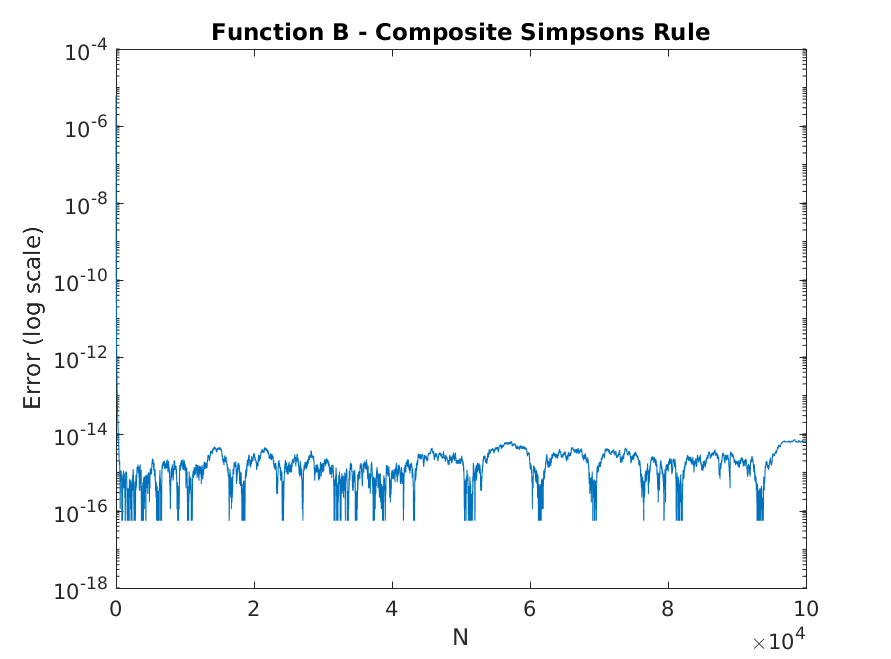 Function B - Composite Simpsons Rule
10^-4
10^-6
10^-8
10^-10
10^-12
10^-14
10^-16
10^-18
Error (log scale)
0 2 4 6 8 10
N
×10^4